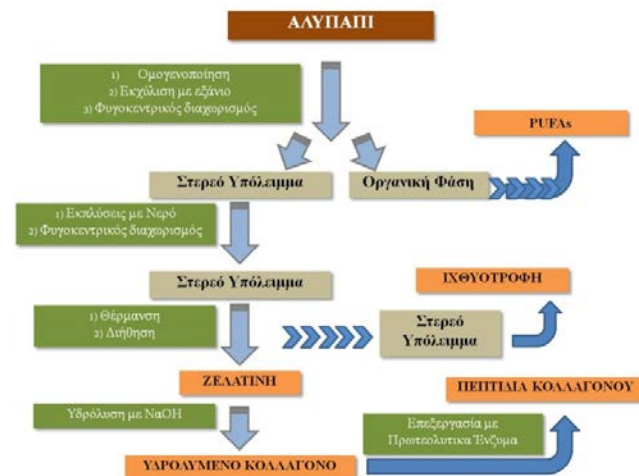 ΑΛΥΠΑΠΙ
1) Ομογενοποίηση
2) Εκχύλιση με εξάνιο
3) Φυγοκεντρικός διαχωρισμός
PUFAs
Στερεό Υπόλειμμα
Οργανική Φάση
1) Εκπλύσεις με Νερό
2) Φυγοκεντρικός διαχωρισμός
Στερεό Υπόλειμμα
ΙΧΘΥΟΤΡΟΦΗ
1) Θέρμανση
2) Διήθηση
Στερεό
Υπόλειμμα
ΖΕΛΑΤΙΝΗ
ΠΕΠΤΙΔΙΑ ΚΟΛΛΑΓΟΝΟΥ
Υδρόλυση με NaOH
Επεξεργασία με
Πρωτεολυτικα Ένζυμα
ΥΔΡΟΛΥΜΕΝΟ ΚΟΛΛΑΓΟΝΟ